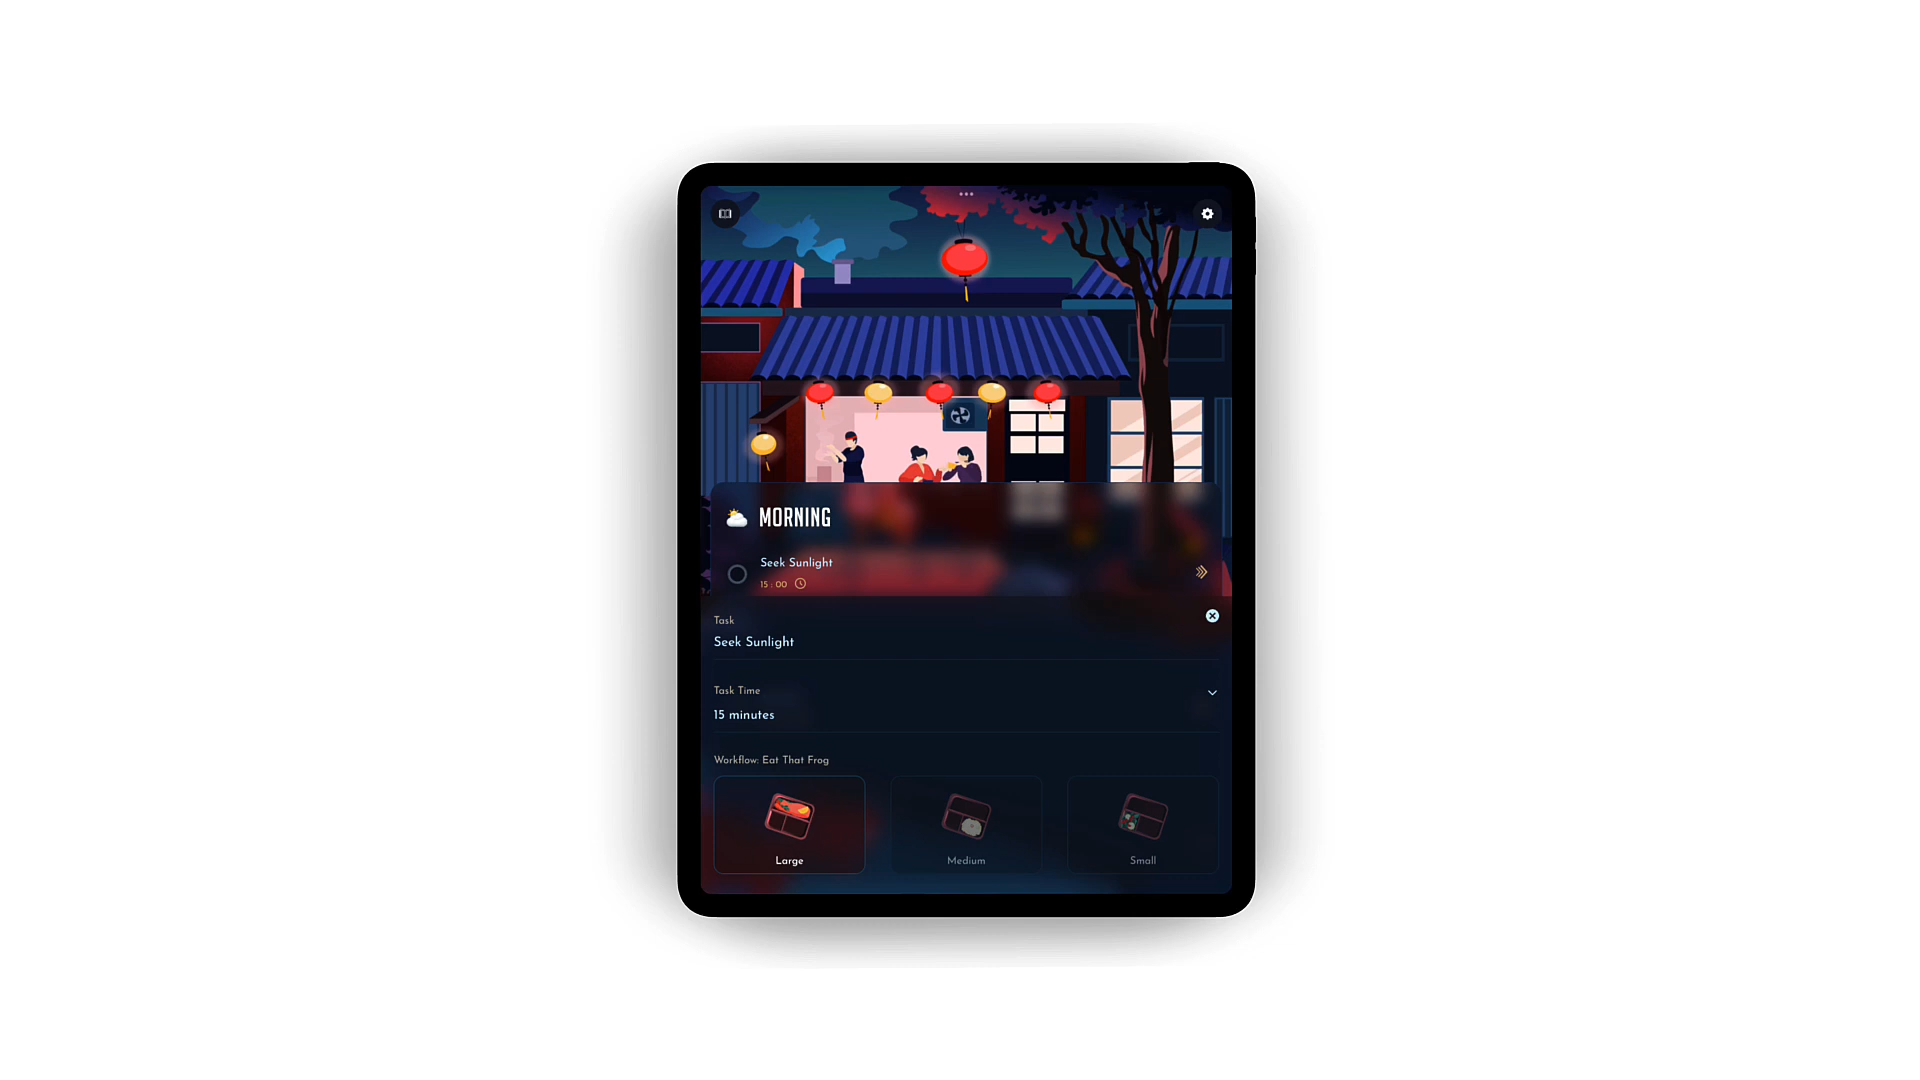 MORNING
Seek Sunlight
15 : 00
Task
Seek Sunlight
Task Time
15 minutes
Workflow: Eat That Frog
Large
Medium
Small